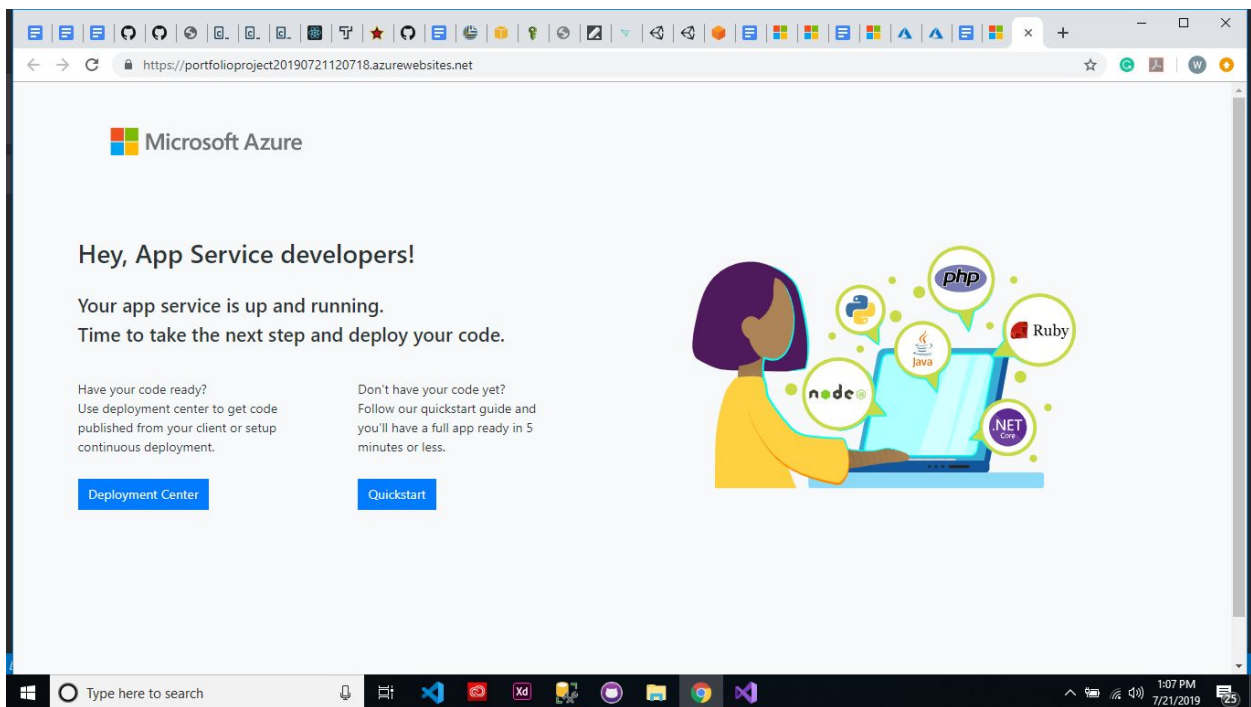 https://portfolioproject20190721120718.azurewebsites.net
W
Microsoft Azure
Hey, App Service developers!
Your app service is up and running.
Time to take the next step and deploy your code.
Have your code ready?
Use deployment center to get code
published from your client or setup
continuous deployment.
Deployment Center
Don't have your code yet?
Follow our quickstart guide and
you'll have a full app ready in 5
minutes or less.
Quickstart
php
Ruby
Java
node
.NET
Core
Type here to search
Xd
1:07 PM
7/21/2019
25